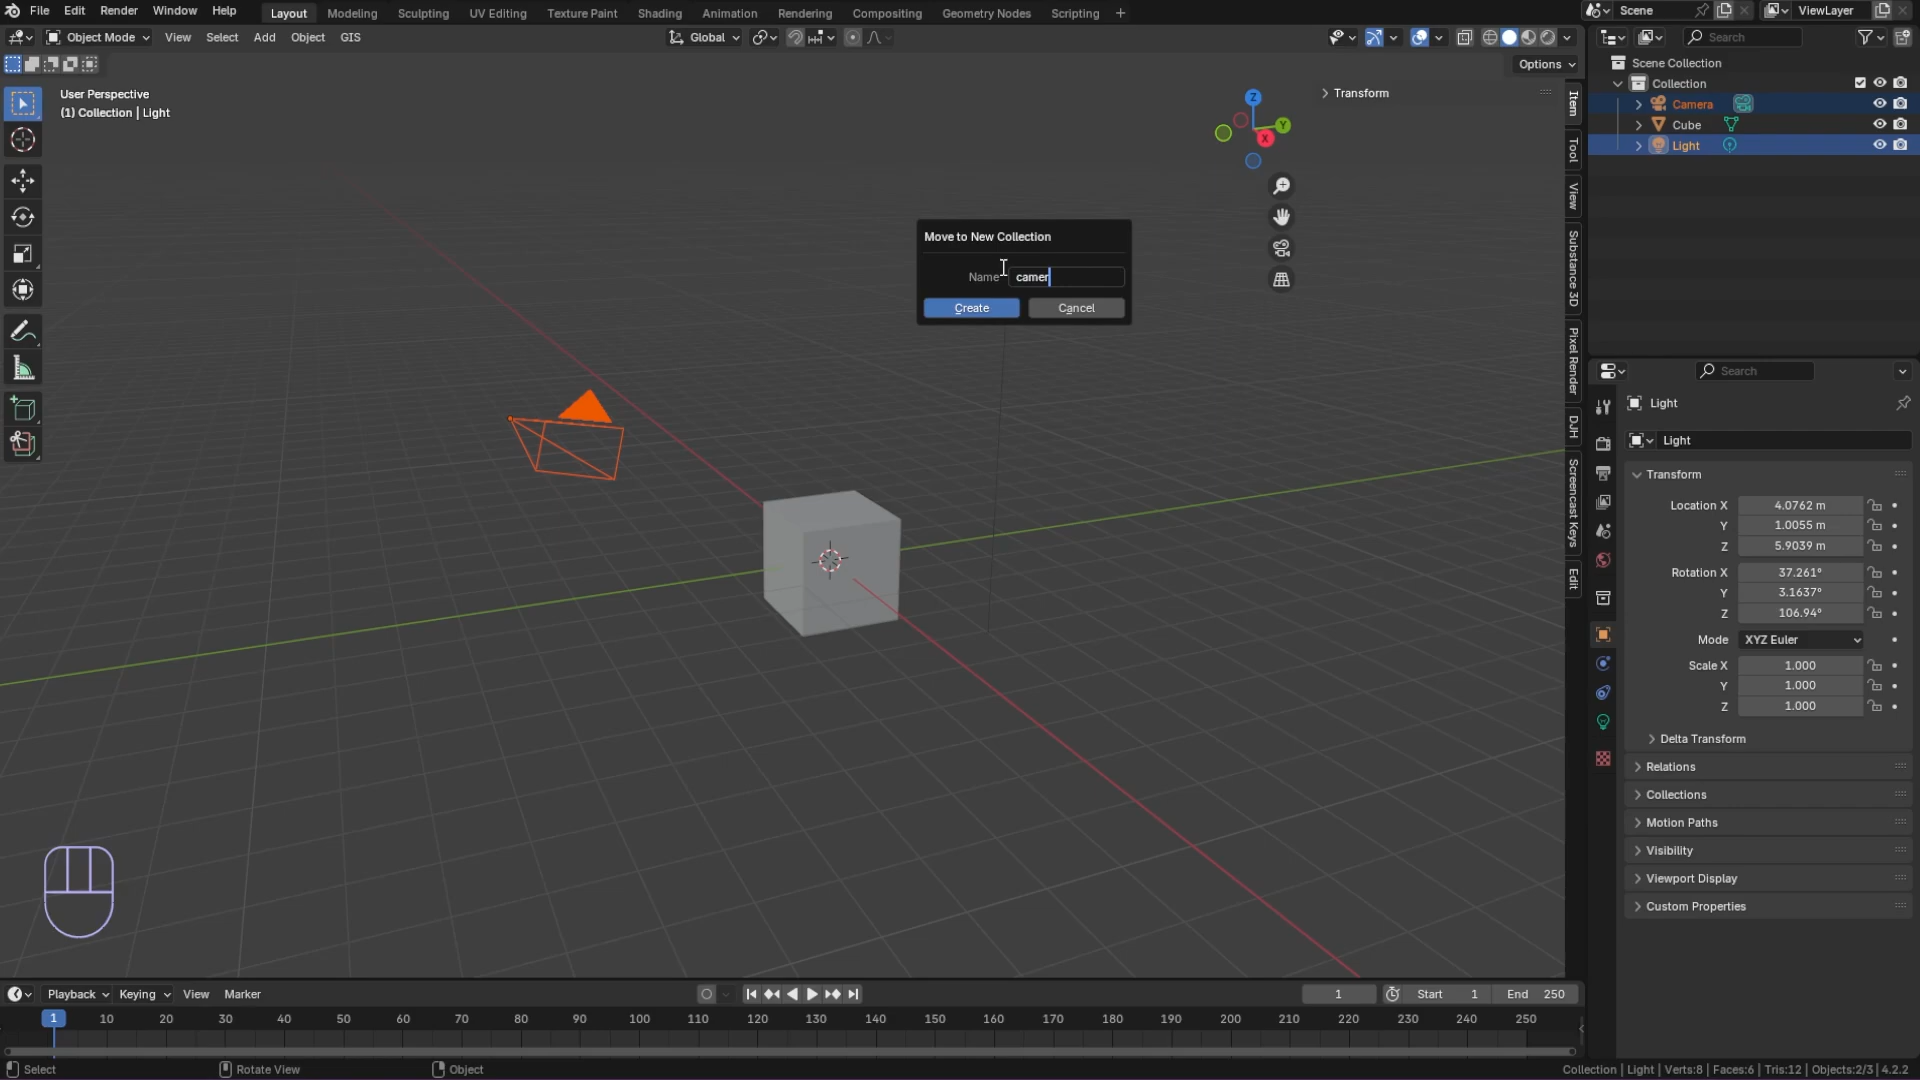 File Edit Render Window Help Layout Modeling Sculpting UV Editing Texture Paint Shading Animation Rendering Compositing Geometry Nodes Scripting + Scene ViewLayer
Object Mode View Select Add Object GIS Global Search
Options
User Perspective
(1) Collection | Light
Z
Y
X
Transform
Item
Tool
View
Substance 3D
Pixel Render
DJH
Screencast Keys
Edit
Scene Collection
Collection
Camera
Cube
Light
Move to New Collection
Name camer
Create Cancel
Search
Light
Light
Transform
Location X 4.0762 m
Y 1.0055 m
Z 5.9039 m
Rotation X 37.261°
Y 3.1637°
Z 106.94°
Mode XYZ Euler
Scale X 1.000
Y 1.000
Z 1.000
Delta Transform
Relations
Collections
Motion Paths
Visibility
Viewport Display
Custom Properties
Playback Keying View Marker 1 Start 1 End 250
1 10 20 30 40 50 60 70 80 90 100 110 120 130 140 150 160 170 180 190 200 210 220 230 240 250
Select Rotate View Object Collection | Light | Verts:8 | Faces:6 | Tris:12 | Objects:2/3 | 4.2.2